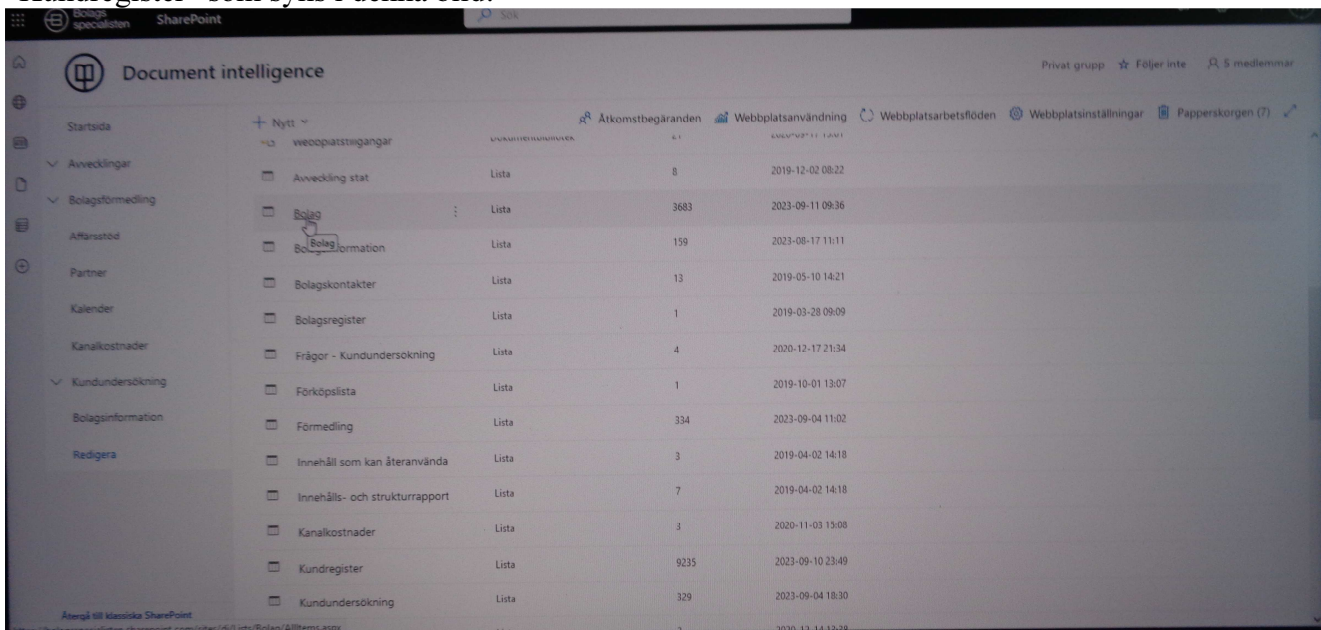 "Kundregister" som syns i denna bild.
Bolags
specialisten SharePoint
Sök
Document intelligence
Privat grupp Följer inte 5 medlemmar
Nytt Åtkomstbegäranden Webbplatsanvändning Webbplatsarbetsflöden Webbplatsinställningar Papperskorgen (7)
Startsida
Avvecklingar
Bolagsförmedling
Affärsstöd
Partner
Kalender
Kanalkostnader
Kundundersökning
Bolagsinformation
Redigera
Återgå till klassiska SharePoint
Webbplatstillgångar Dokumentbibliotek 21
Avveckling stat Lista 8 2019-12-02 08:22
Bolag Lista 3683 2023-09-11 09:36
Bolag
Lista 159 2023-08-17 11:11
Bolagskontakter Lista 13 2019-05-10 14:21
Bolagsregister Lista 1 2019-03-28 09:09
Frågor - Kundundersökning Lista 4 2020-12-17 21:34
Förköpslista Lista 1 2019-10-01 13:07
Förmedling Lista 334 2023-09-04 11:02
Innehåll som kan återanvända Lista 3 2019-04-02 14:18
Innehålls- och strukturrapport Lista 7 2019-04-02 14:18
Kanalkostnader Lista 3 2020-11-03 15:08
Kundregister Lista 9235 2023-09-10 23:49
Kundundersökning Lista 329 2023-09-04 18:30